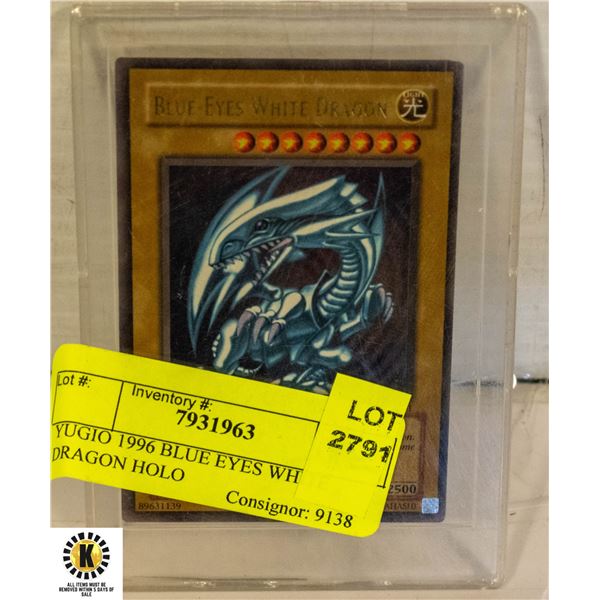 LIGHT
BLUE-EYES WHITE DRAGON 光
Lot #:
Inventory #:
7931963
LOT
2791
YUGIO 1996 BLUE EYES WH
DRAGON HOLO
Consignor: 9138
2500
89631139
K
ALL ITEMS MUST BE
REMOVED WITHIN 5 DAYS OF
SALE